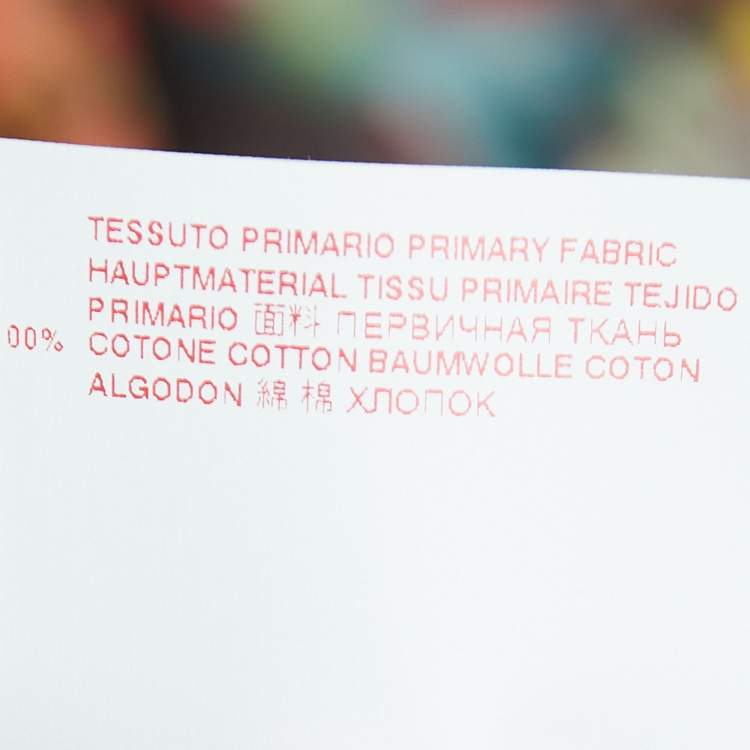 TESSUTO PRIMARIO PRIMARY FABRIC
HAUPTMATERIAL TISSU PRIMAIRE TEJIDO
PRIMARIO 面料 ПЕРВИЧНАЯ ТКАНЬ
00% COTONE COTTON BAUMWOLLE COTON
ALGODON 綿 棉 ХЛОПОК